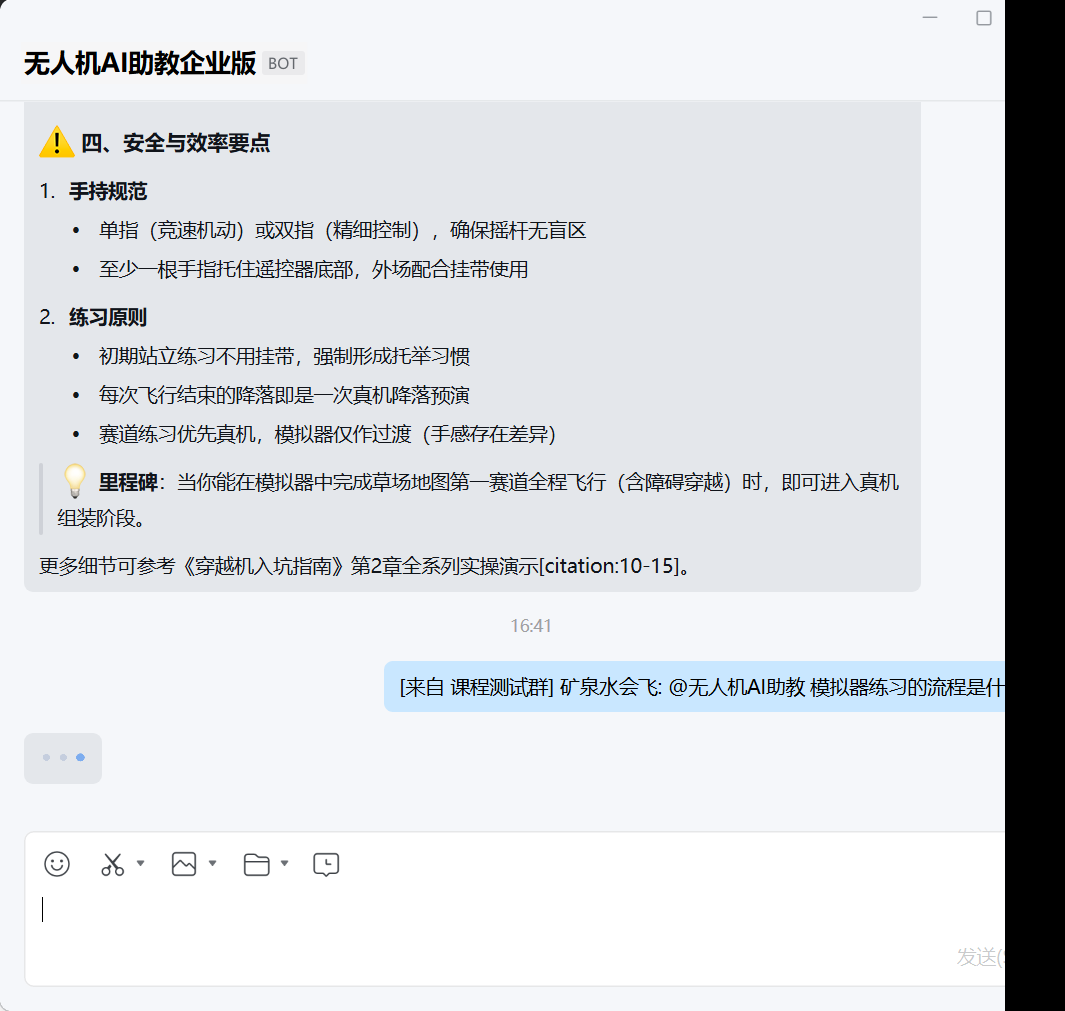 无人机AI助教企业版 BOT
四、安全与效率要点
1. 手持规范
• 单指（竞速机动）或双指（精细控制），确保摇杆无盲区
• 至少一根手指托住遥控器底部，外场配合挂带使用
2. 练习原则
• 初期站立练习不用挂带，强制形成托举习惯
• 每次飞行结束的降落即是一次真机降落预演
• 赛道练习优先真机，模拟器仅作过渡（手感存在差异）
里程碑：当你能在模拟器中完成草场地图第一赛道全程飞行（含障碍穿越）时，即可进入真机
组装阶段。
更多细节可参考《穿越机入坑指南》第2章全系列实操演示[citation:10-15]。
16:41
[来自 课程测试群] 矿泉水会飞: @无人机AI助教 模拟器练习的流程是什
发送(